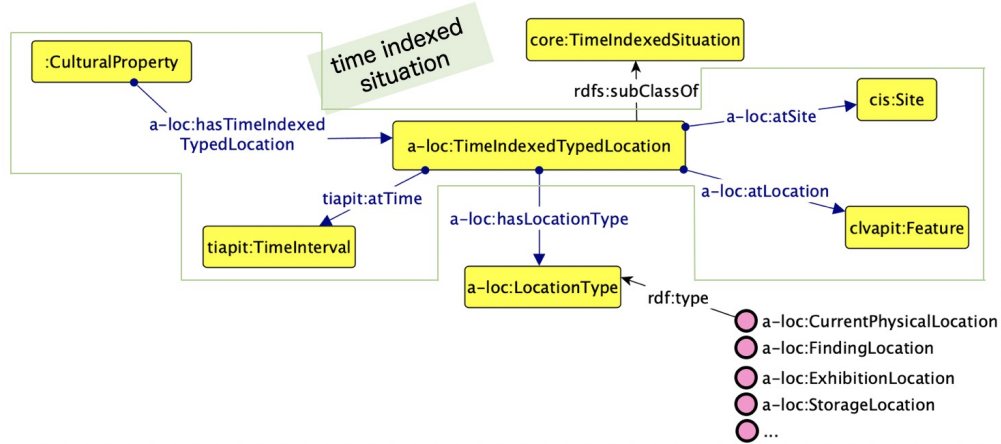 time indexed
situation
:CulturalProperty
core:TimeIndexedSituation
rdfs:subClassOf
cis:Site
a-loc:atSite
a-loc:hasTimeIndexed
TypedLocation
a-loc:TimeIndexedTypedLocation
tiapit:atTime
a-loc:hasLocationType
a-loc:atLocation
tiapit:TimeInterval
clvapit:Feature
a-loc:LocationType
rdf:type
a-loc:CurrentPhysicalLocation
a-loc:FindingLocation
a-loc:ExhibitionLocation
a-loc:StorageLocation
...